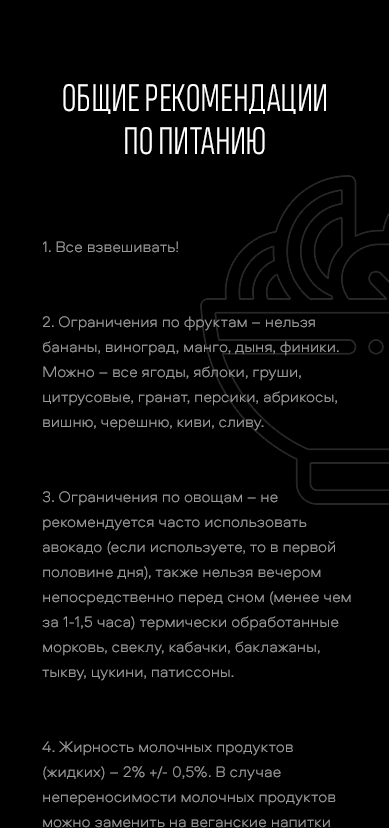 ОБЩИЕ РЕКОМЕНДАЦИИ
ПО ПИТАНИЮ
1. Все взвешивать!
2. Ограничения по фруктам – нельзя
бананы, виноград, манго, дыня, финики.
Можно – все ягоды, яблоки, груши,
цитрусовые, гранат, персики, абрикосы,
вишню, черешню, киви, сливу.
3. Ограничения по овощам – не
рекомендуется часто использовать
авокадо (если используете, то в первой
половине дня), также нельзя вечером
непосредственно перед сном (менее чем
за 1-1,5 часа) термически обработанные
морковь, свеклу, кабачки, баклажаны,
тыкву, цукини, патиссоны.
4. Жирность молочных продуктов
(жидких) – 2% +/- 0,5%. В случае
непереносимости молочных продуктов
можно заменить на веганские напитки